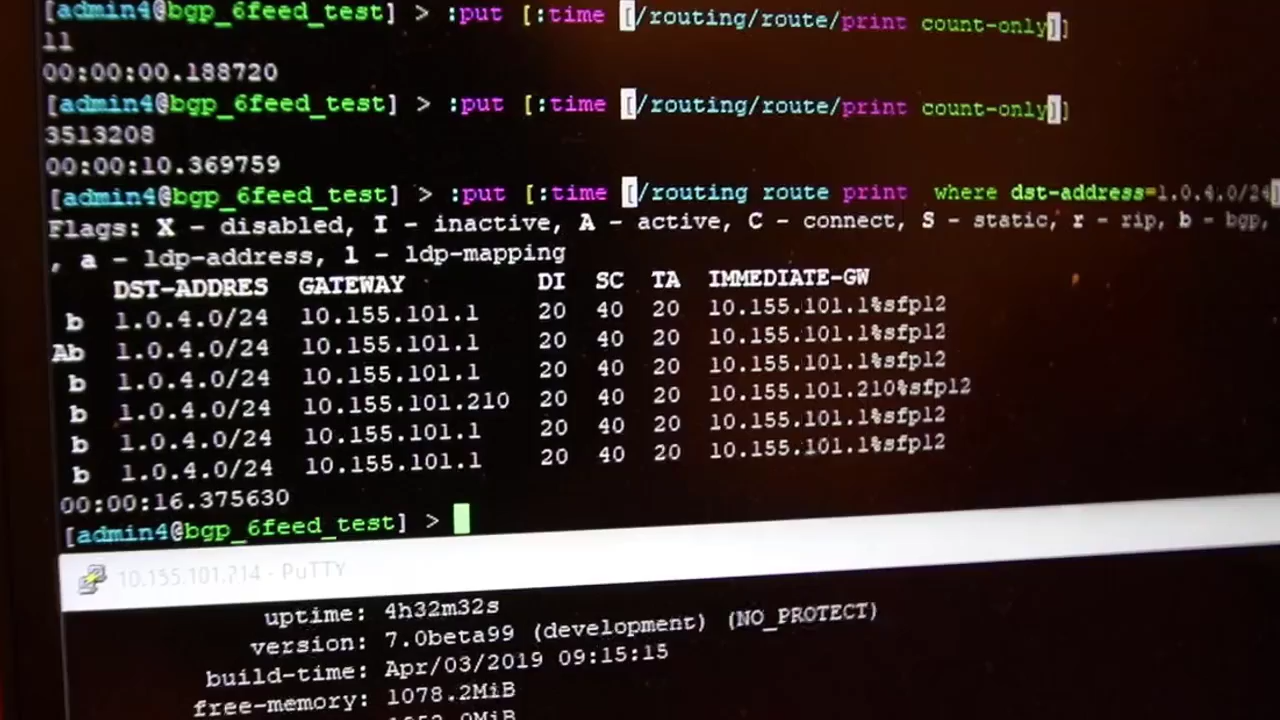 [admin4@bgp_6feed_test] > :put [:time [/routing/route/print count-only]]
11
00:00:00.188720
[admin4@bgp_6feed_test] > :put [:time [/routing/route/print count-only]]
3513208
00:00:10.369759
[admin4@bgp_6feed_test] > :put [:time [/routing route print  where dst-address=1.0.4.0/24]
Flags: X - disabled, I - inactive, A - active, C - connect, S - static, r - rip, b - bgp,
, a - ldp-address, l - ldp-mapping
DST-ADDRES GATEWAY DI SC TA IMMEDIATE-GW
b 1.0.4.0/24 10.155.101.1 20 40 20 10.155.101.1%sfp12
Ab 1.0.4.0/24 10.155.101.1 20 40 20 10.155.101.1%sfp12
b 1.0.4.0/24 10.155.101.1 20 40 20 10.155.101.1%sfp12
b 1.0.4.0/24 10.155.101.210 20 40 20 10.155.101.210%sfp12
b 1.0.4.0/24 10.155.101.1 20 40 20 10.155.101.1%sfp12
b 1.0.4.0/24 10.155.101.1 20 40 20 10.155.101.1%sfp12
00:00:16.375630
[admin4@bgp_6feed_test] >
10.155.101.214 - PuTTY
uptime: 4h32m32s
version: 7.0beta99 (development) (NO_PROTECT)
build-time: Apr/03/2019 09:15:15
free-memory: 1078.2MiB